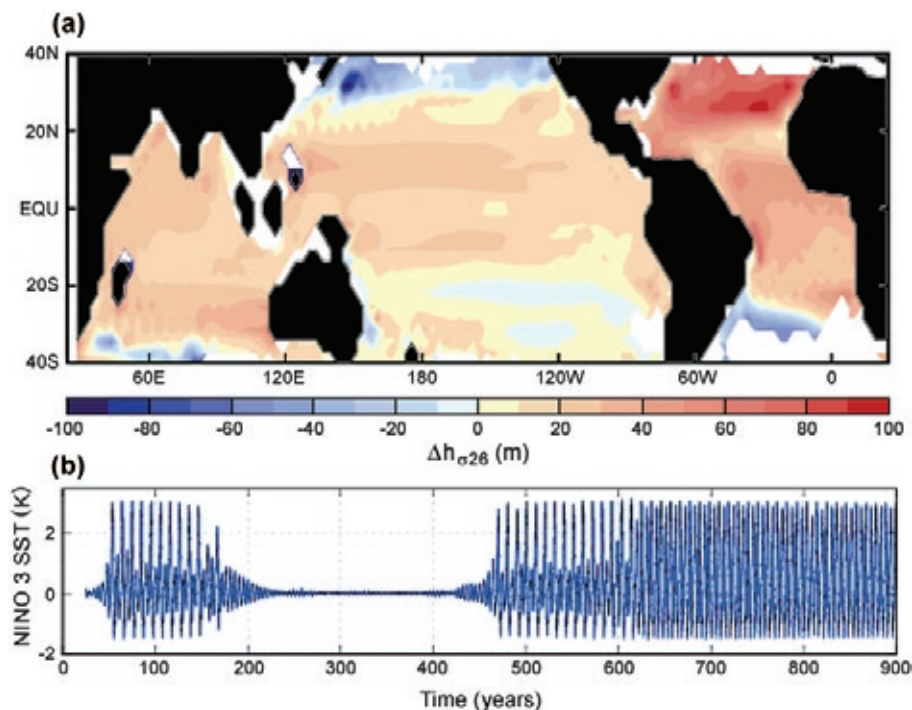 (a)
40N
20N
EQU
20S
40S
60E 120E 180 120W 60W 0
-100 -80 -60 -40 -20 0 20 40 60 80 100
Δhσ26 (m)
(b)
NINO 3 SST (K)
2
0
-2
0 100 200 300 400 500 600 700 800 900
Time (years)